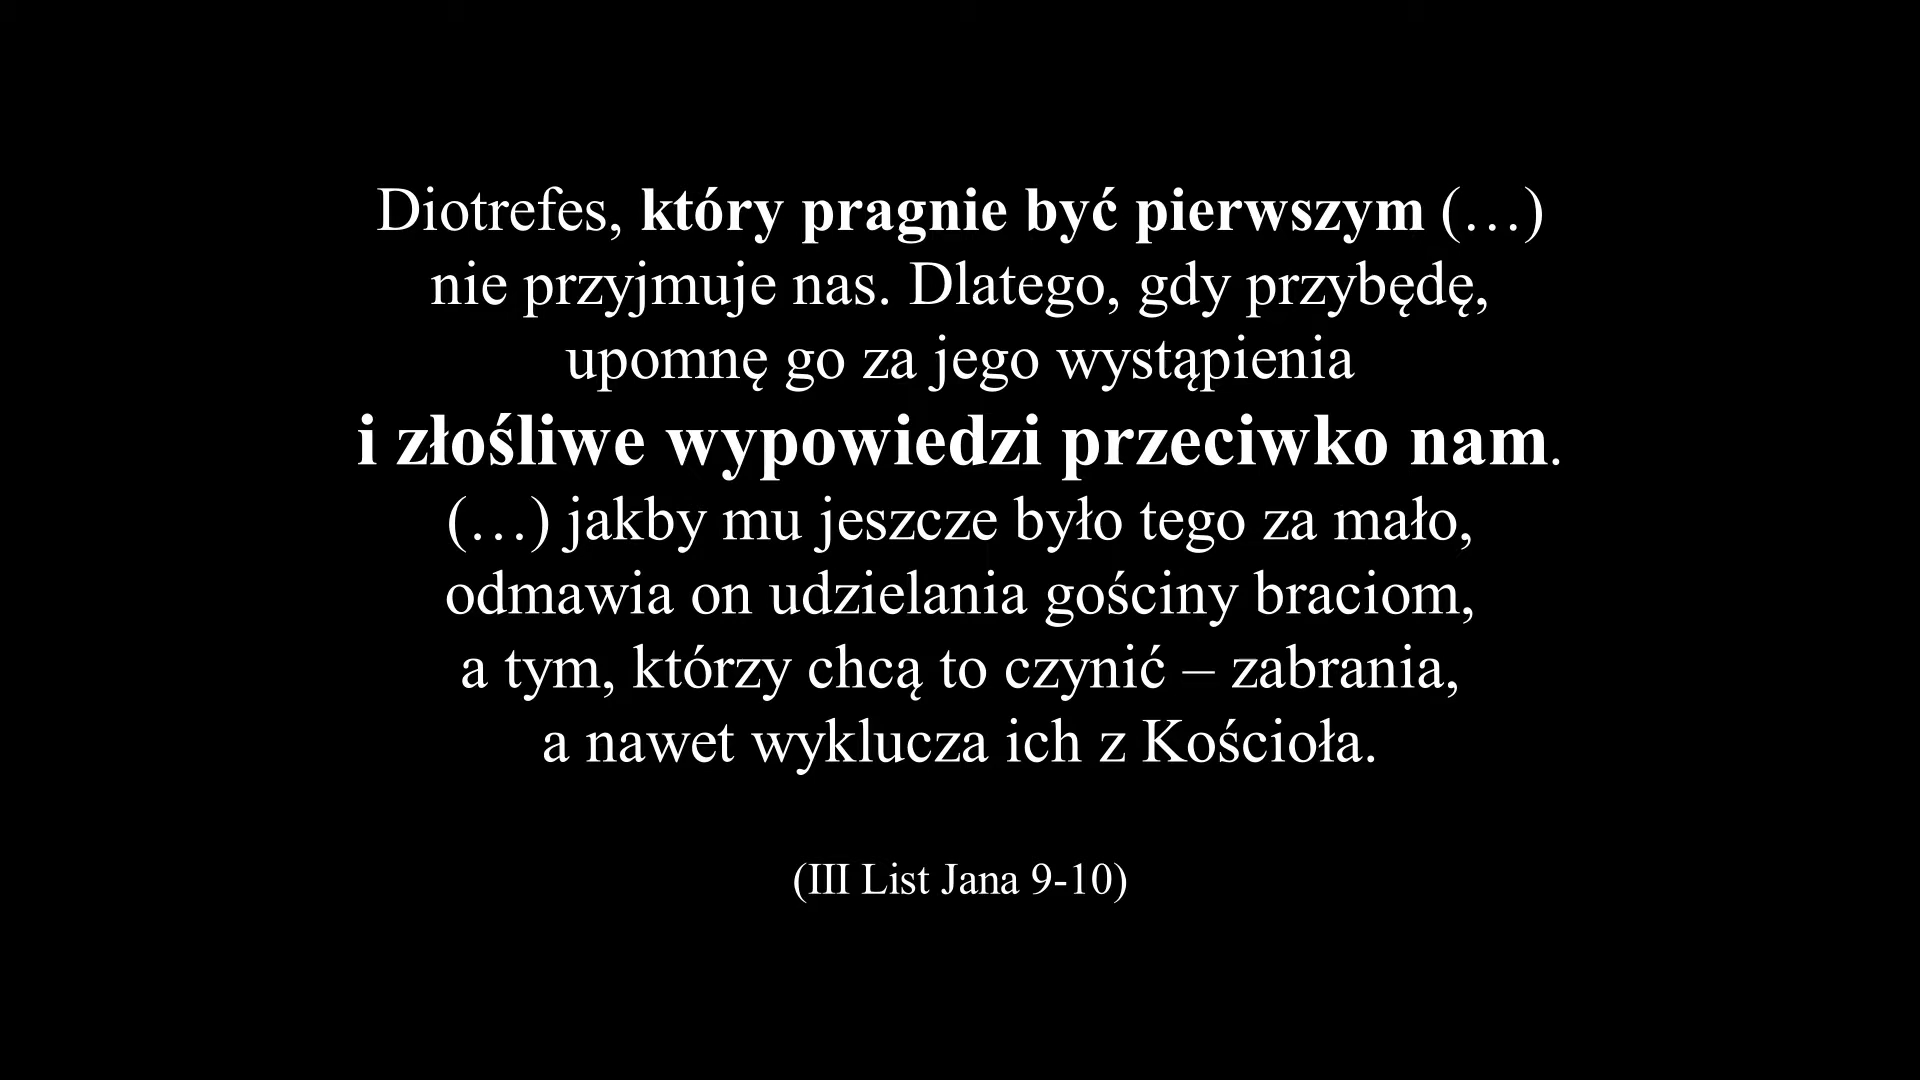 Diotrefes, który pragnie być pierwszym (…)
nie przyjmuje nas. Dlatego, gdy przybędę,
upomnę go za jego wystąpienia
i złośliwe wypowiedzi przeciwko nam.
(…) jakby mu jeszcze było tego za mało,
odmawia on udzielania gościny braciom,
a tym, którzy chcą to czynić – zabrania,
a nawet wyklucza ich z Kościoła.
(III List Jana 9-10)